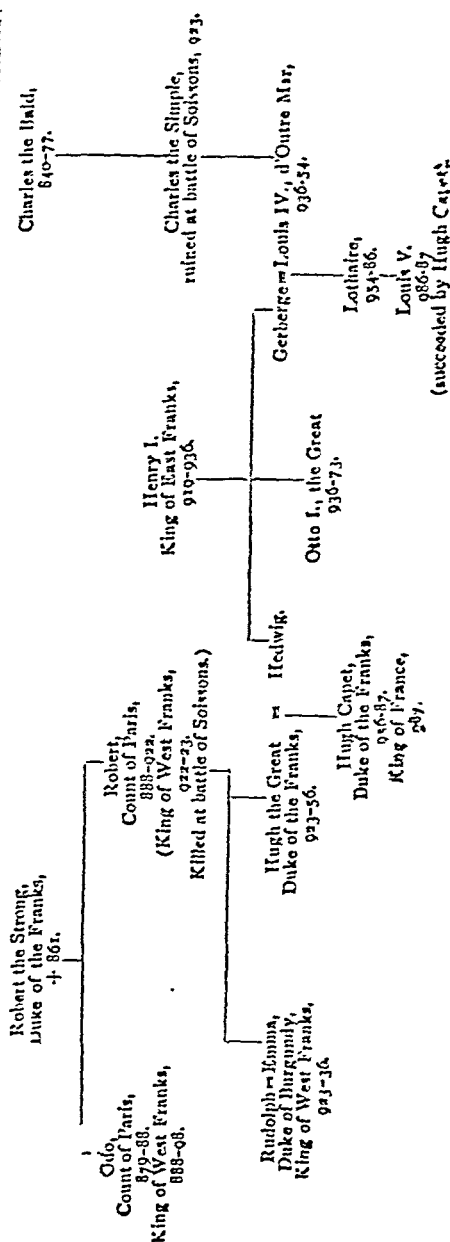 Robert the Strong,
Duke of the Franks,
+ 861.
Odo,
Count of Paris,
879-88.
King of West Franks,
888-98.
Robert,
Count of Paris,
888-922.
(King of West Franks,
922-23.
Killed at battle of Soissons.)
Rudolph = Emma,
Duke of Burgundy,
King of West Franks,
923-36.
Hugh the Great = Hedwig.
Duke of the Franks,
923-56.
Hugh Capet,
Duke of the Franks,
956-87.
King of France,
987.
Henry I.
King of East Franks,
919-936.
Otto I., the Great
936-73.
Charles the Bald,
840-77.
Charles the Simple,
ruined at battle of Soissons, 923.
Gerberge = Louis IV., d'Outre Mer,
936-54.
Lothaire,
954-86.
Louis V.
986-87
(succeeded by Hugh Capet).